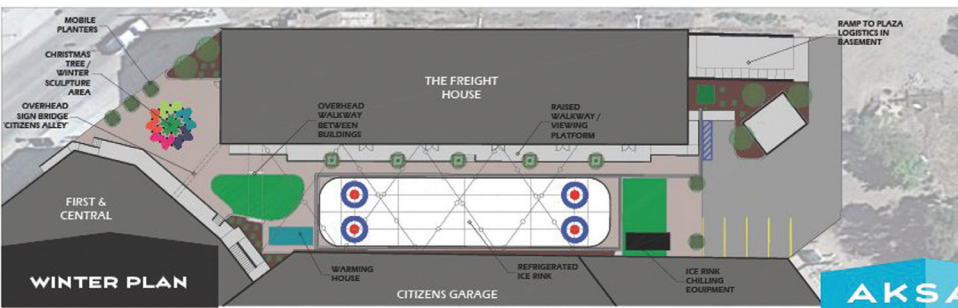 MOBILE
PLANTERS
CHRISTMAS
TREE /
WINTER
SCULPTURE
AREA
OVERHEAD
SIGN BRIDGE
'CITIZENS ALLEY'
OVERHEAD
WALKWAY
BETWEEN
BUILDINGS
THE FREIGHT
HOUSE
RAISED
WALKWAY /
VIEWING
PLATFORM
RAMP TO PLAZA
LOGISTICS IN
BASEMENT
FIRST &
CENTRAL
WINTER PLAN
WARMING
HOUSE
CITIZENS GARAGE
REFRIGERATED
ICE RINK
ICE RINK
CHILLING
EQUIPMENT